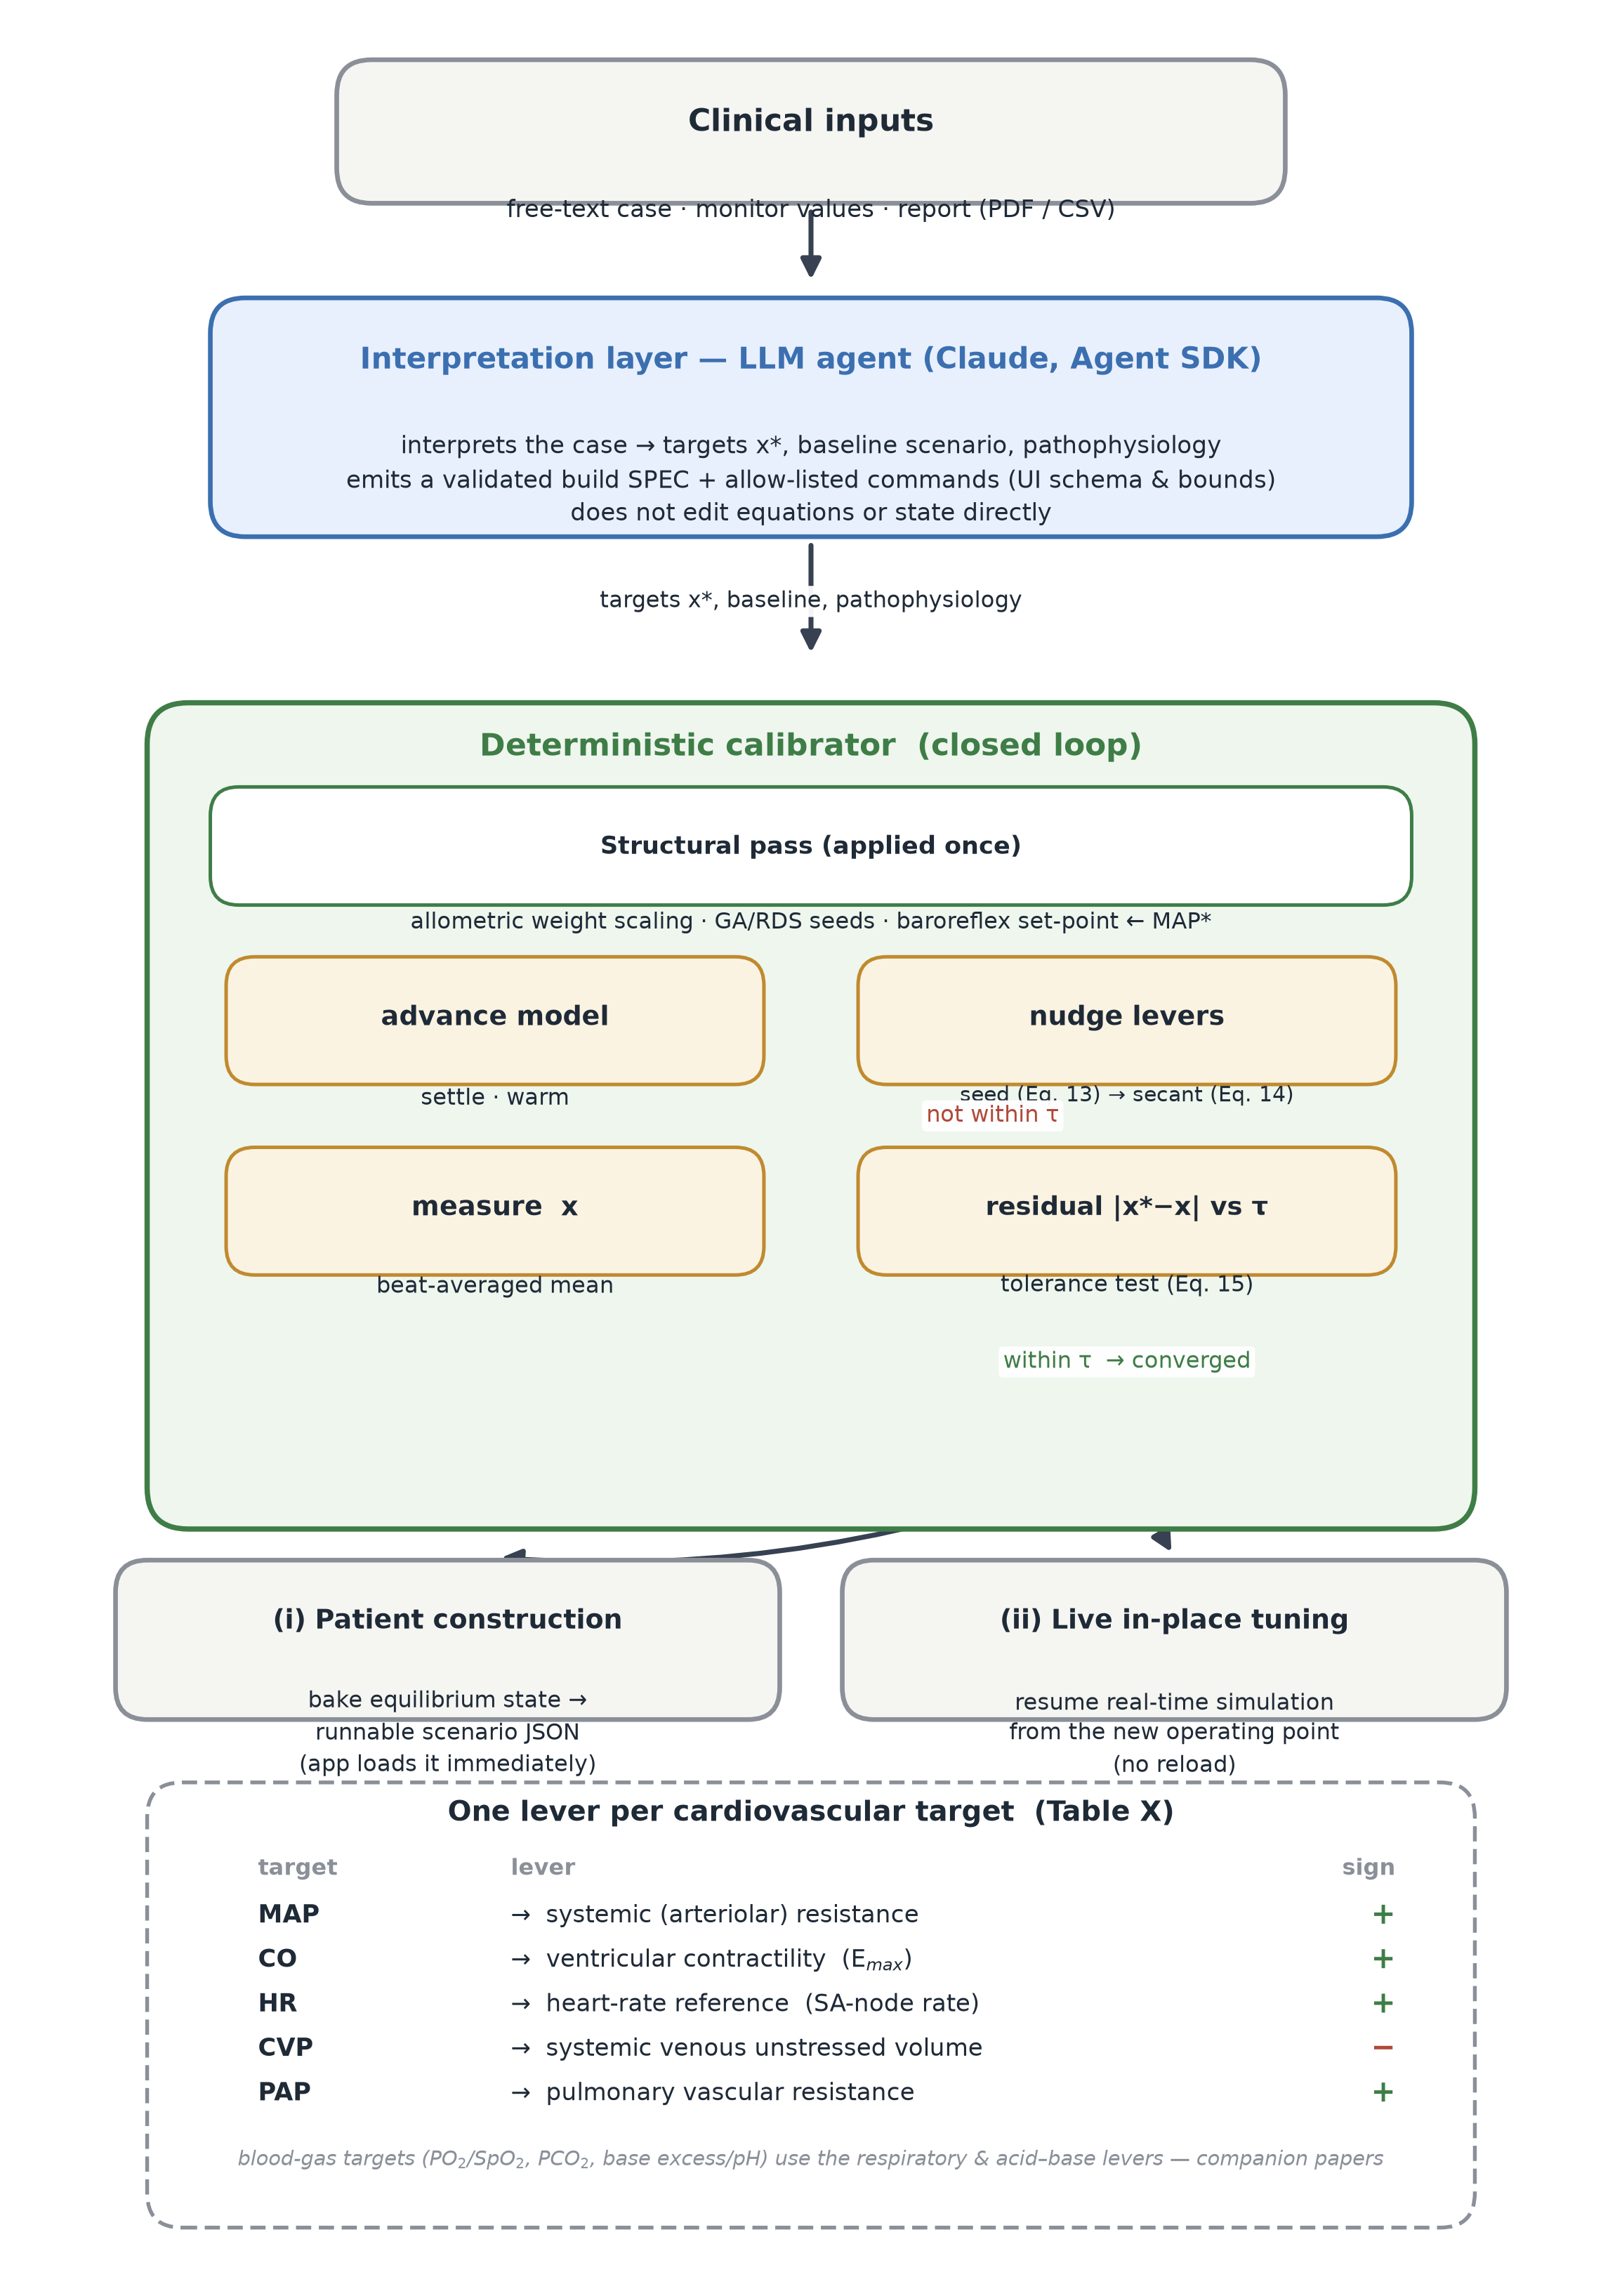 Clinical inputs
free-text case · monitor values · report (PDF / CSV)
Interpretation layer — LLM agent (Claude, Agent SDK)
interprets the case → targets x*, baseline scenario, pathophysiology
emits a validated build SPEC + allow-listed commands (UI schema & bounds)
does not edit equations or state directly
targets x*, baseline, pathophysiology
Deterministic calibrator (closed loop)
Structural pass (applied once)
allometric weight scaling · GA/RDS seeds · baroreflex set-point ← MAP*
advance model
settle · warm
nudge levers
seed (Eq. 13) → secant (Eq. 14)
not within τ
measure x
beat-averaged mean
residual |x*−x| vs τ
tolerance test (Eq. 15)
within τ → converged
(i) Patient construction
bake equilibrium state →
runnable scenario JSON
(app loads it immediately)
(ii) Live in-place tuning
resume real-time simulation
from the new operating point
(no reload)
One lever per cardiovascular target (Table X)
target lever sign
MAP → systemic (arteriolar) resistance +
CO → ventricular contractility (Emax) +
HR → heart-rate reference (SA-node rate) +
CVP → systemic venous unstressed volume −
PAP → pulmonary vascular resistance +
blood-gas targets (PO₂/SpO₂, PCO₂, base excess/pH) use the respiratory & acid–base levers — companion papers